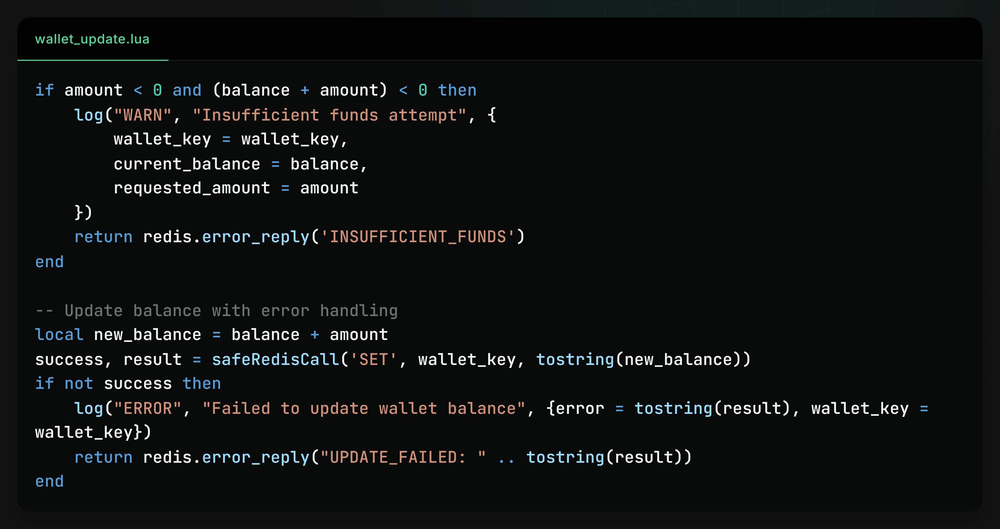 wallet_update.lua
if amount < 0 and (balance + amount) < 0 then
    log("WARN", "Insufficient funds attempt", {
        wallet_key = wallet_key,
        current_balance = balance,
        requested_amount = amount
    })
    return redis.error_reply('INSUFFICIENT_FUNDS')
end

-- Update balance with error handling
local new_balance = balance + amount
success, result = safeRedisCall('SET', wallet_key, tostring(new_balance))
if not success then
    log("ERROR", "Failed to update wallet balance", {error = tostring(result), wallet_key =
wallet_key})
    return redis.error_reply("UPDATE_FAILED: " .. tostring(result))
end